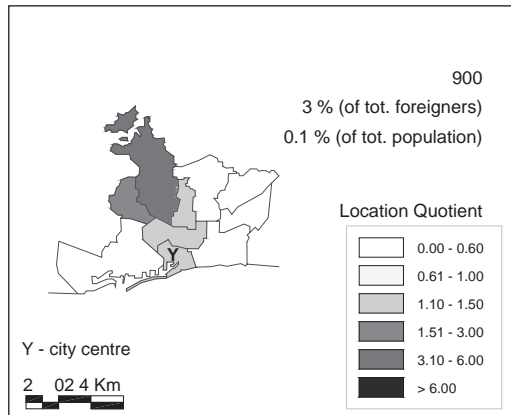 900
3 % (of tot. foreigners)
0.1 % (of tot. population)
Location Quotient
0.00 - 0.60
0.61 - 1.00
1.10 - 1.50
1.51 - 3.00
3.10 - 6.00
> 6.00
Y
Y - city centre
2 02 4 Km